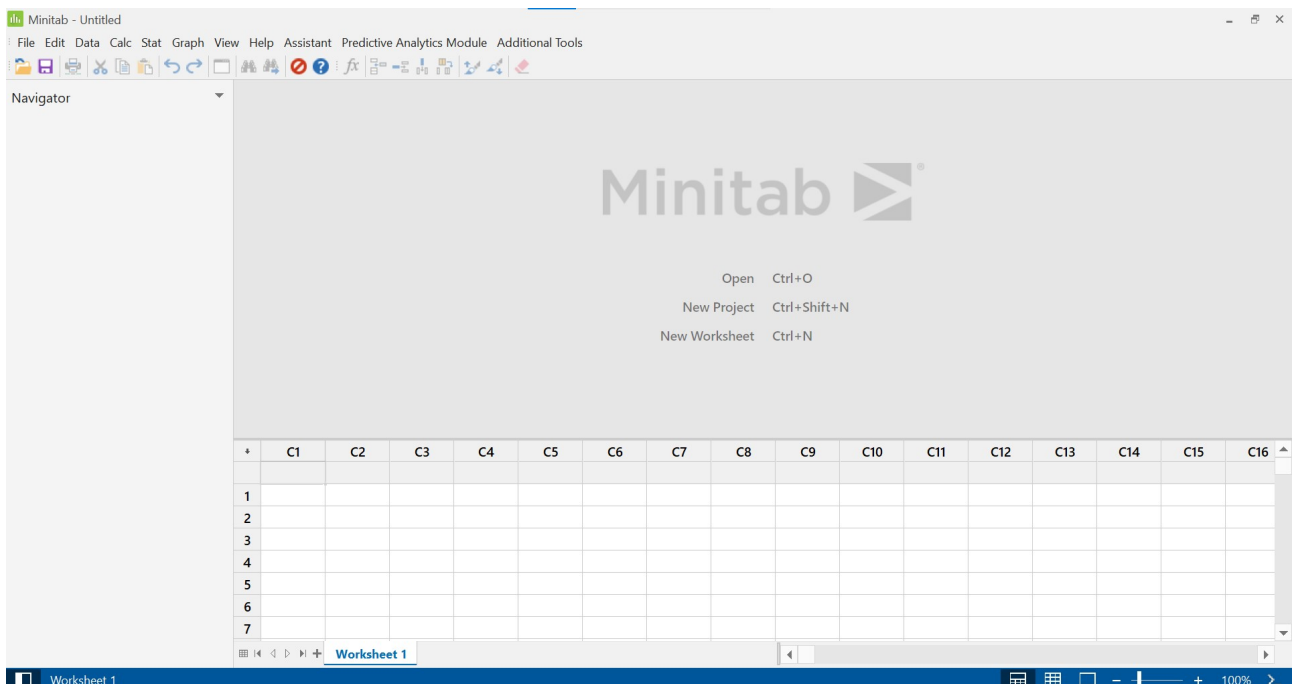 Minitab - Untitled
File Edit Data Calc Stat Graph View Help Assistant Predictive Analytics Module Additional Tools
fx
Navigator
Minitab ®
Open Ctrl+O
New Project Ctrl+Shift+N
New Worksheet Ctrl+N
C1 C2 C3 C4 C5 C6 C7 C8 C9 C10 C11 C12 C13 C14 C15 C16
1
2
3
4
5
6
7
Worksheet 1
Worksheet 1 100%